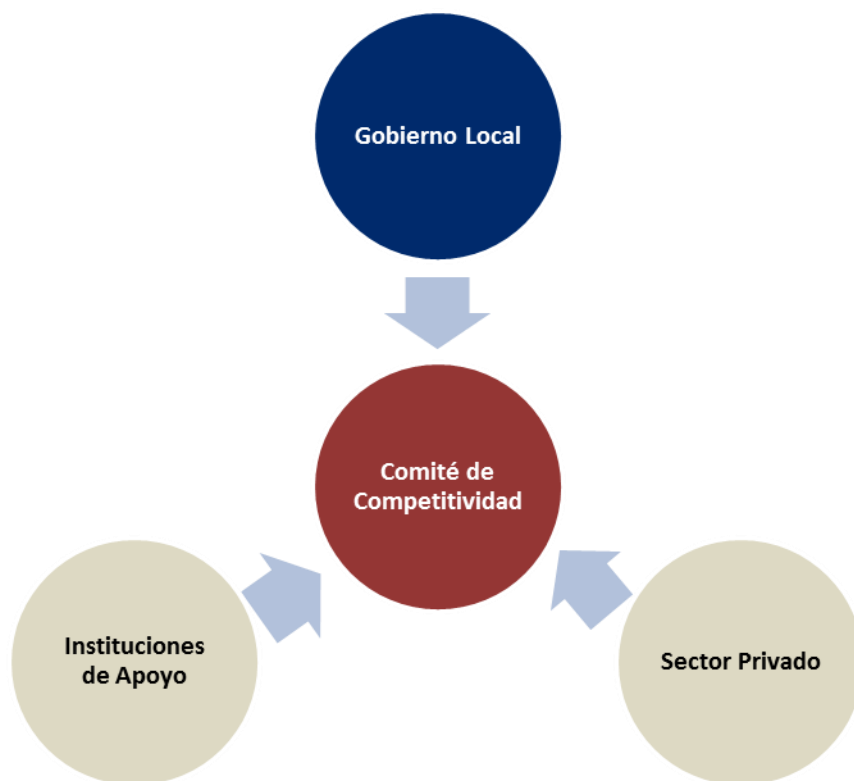 Gobierno Local
Comité de
Competitividad
Instituciones
de Apoyo
Sector Privado